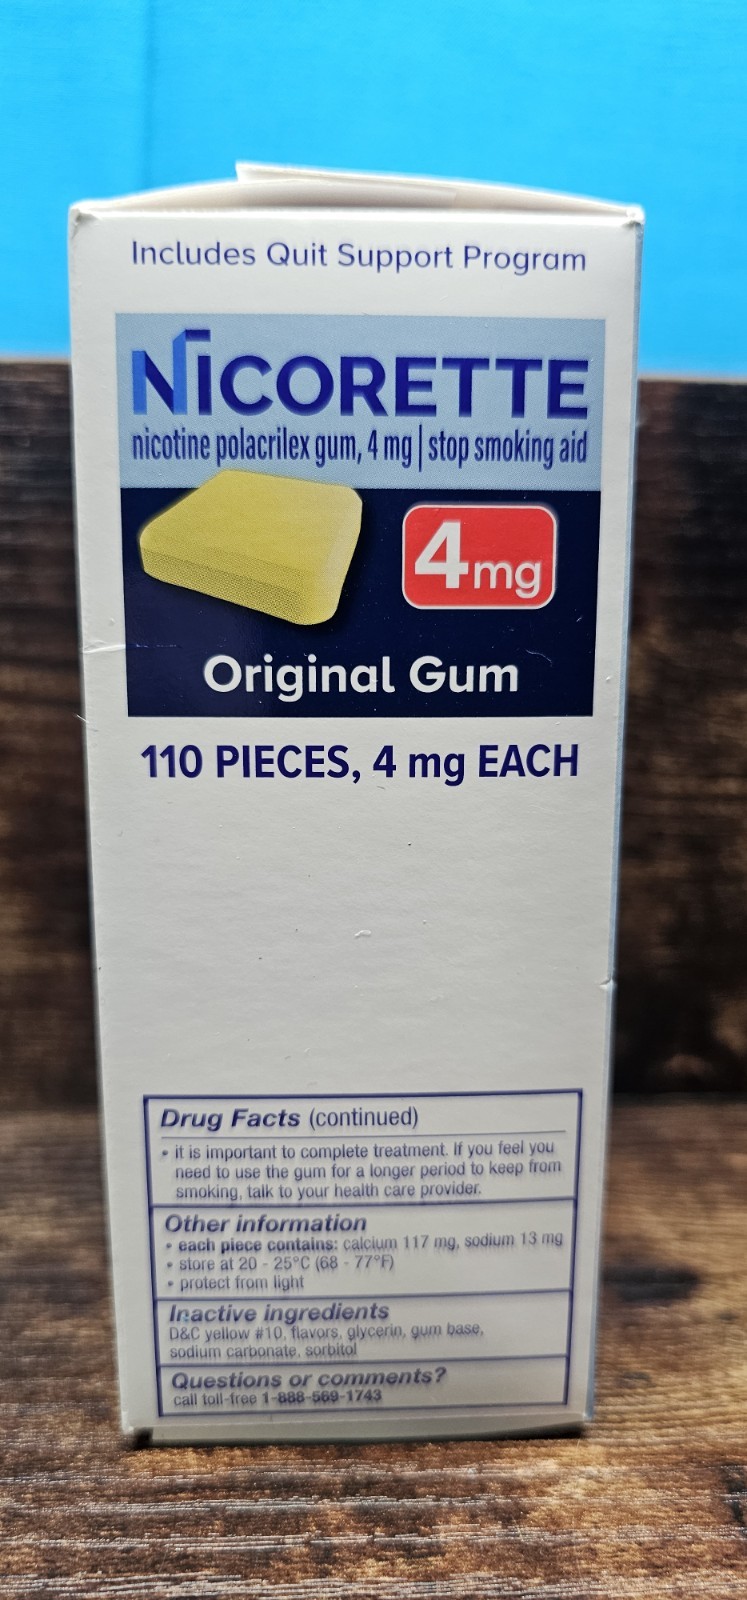 Includes Quit Support Program
NICORETTE
nicotine polacrilex gum, 4 mg | stop smoking aid
4mg
Original Gum
110 PIECES, 4 mg EACH
Drug Facts (continued)
• it is important to complete treatment. If you feel you
need to use the gum for a longer period to keep from
smoking, talk to your health care provider.
Other information
• each piece contains: calcium 117 mg, sodium 13 mg
• store at 20 - 25°C (68 - 77°F)
• protect from light
Inactive ingredients
D&C yellow #10, flavors, glycerin, gum base,
sodium carbonate, sorbitol
Questions or comments?
call toll-free 1-888-569-1743